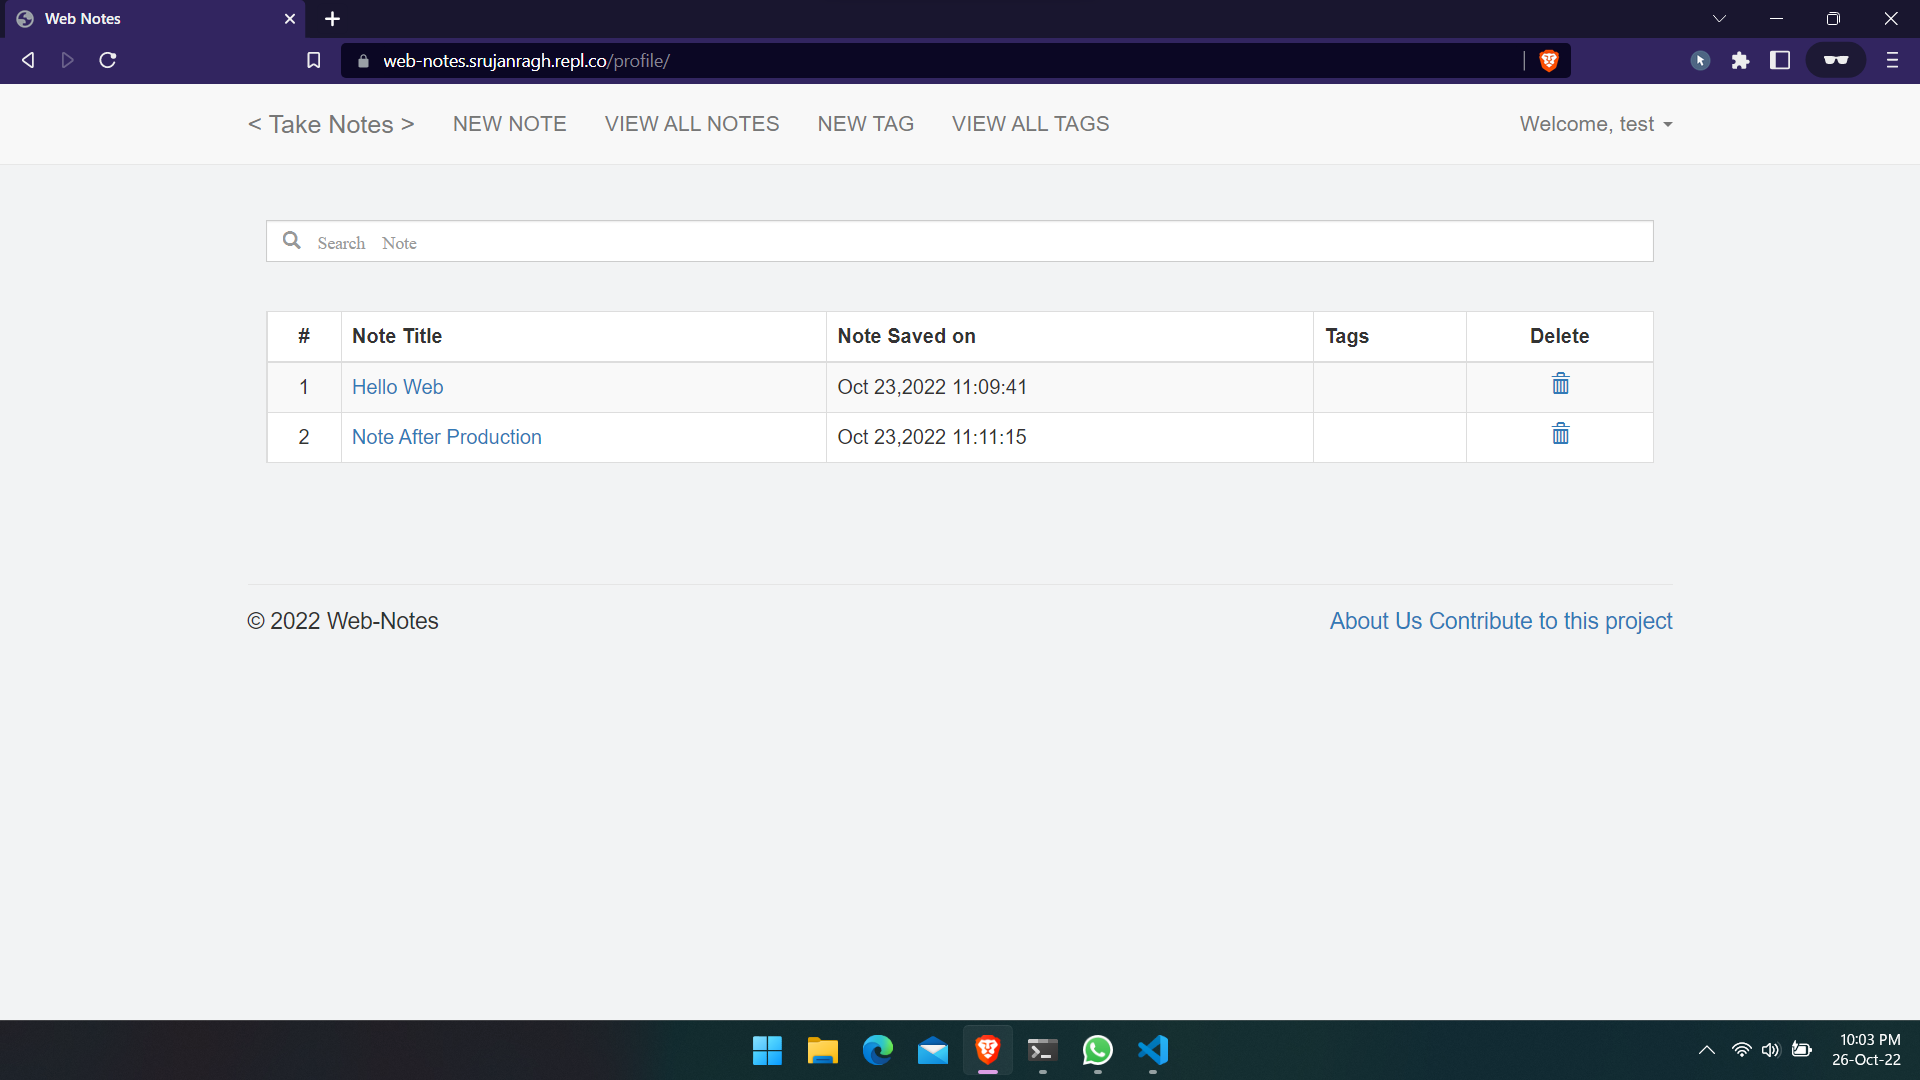 Web Notes
web-notes.srujanragh.repl.co/profile/
< Take Notes > NEW NOTE VIEW ALL NOTES NEW TAG VIEW ALL TAGS Welcome, test
Search Note
# Note Title Note Saved on Tags Delete
1 Hello Web Oct 23,2022 11:09:41
2 Note After Production Oct 23,2022 11:11:15
© 2022 Web-Notes About Us Contribute to this project
10:03 PM
26-Oct-22